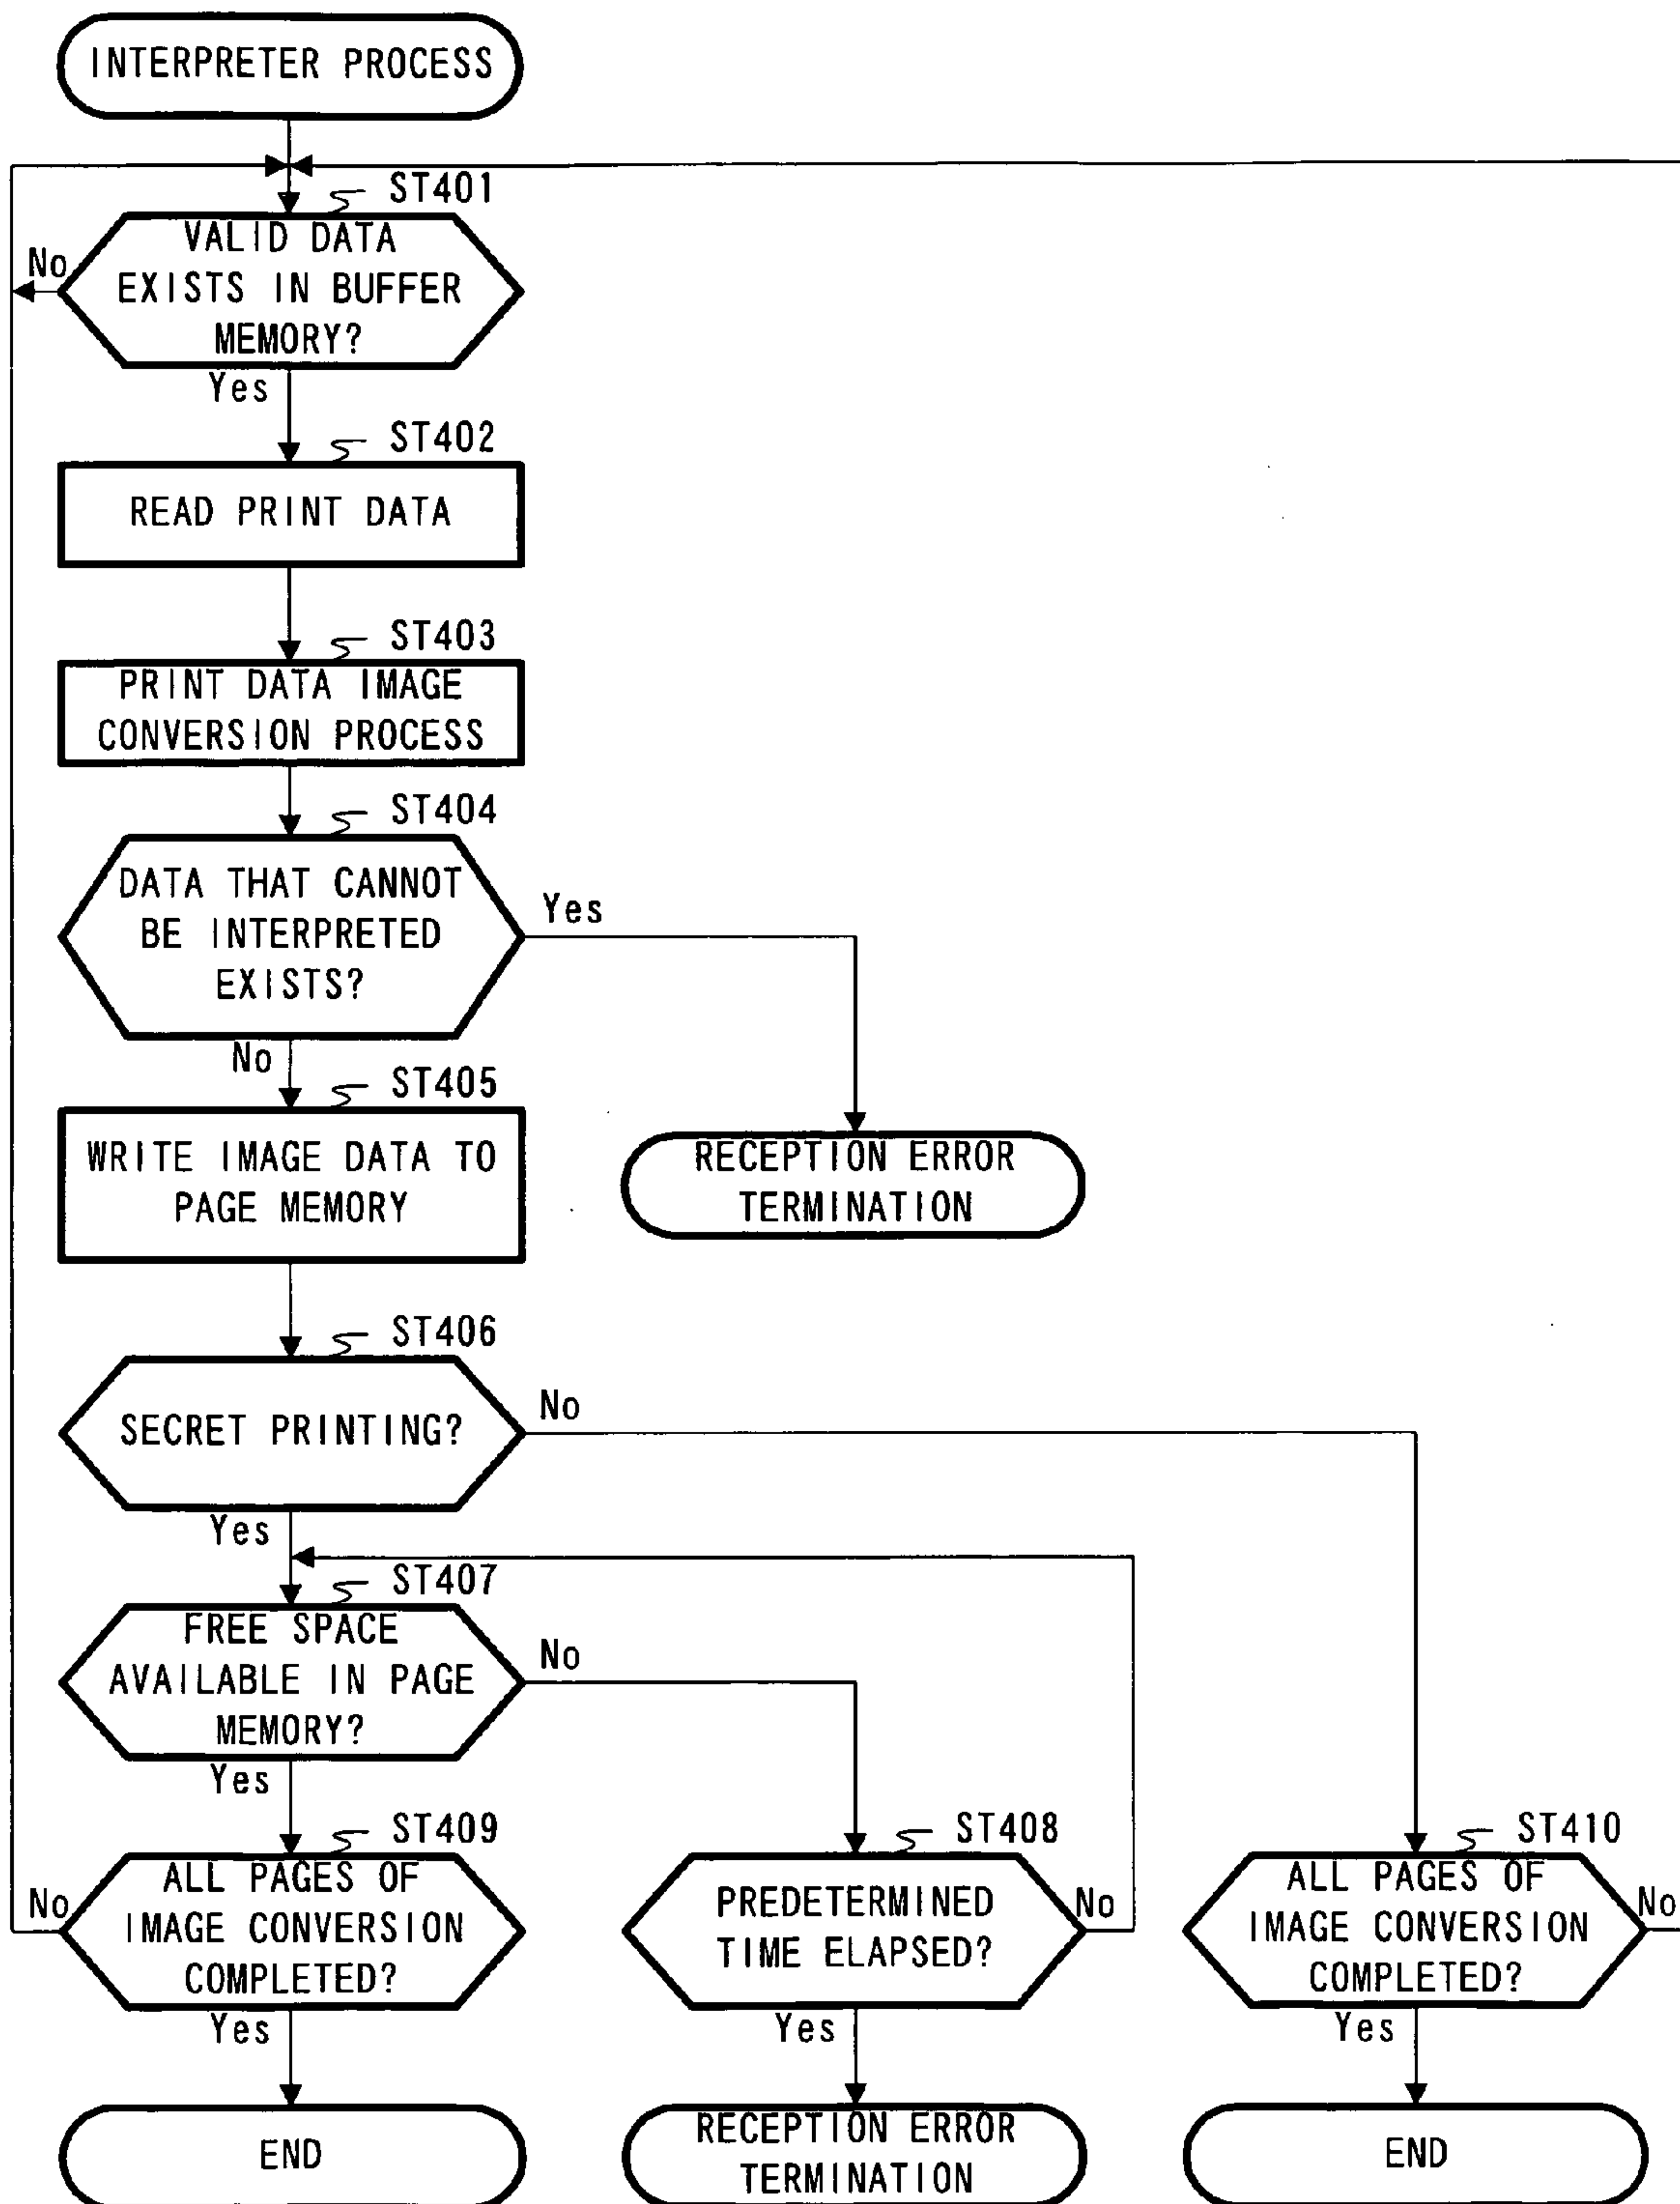 INTERPRETER PROCESS
ST401
VALID DATA
EXISTS IN BUFFER
MEMORY?
No
Yes
ST402
READ PRINT DATA
ST403
PRINT DATA IMAGE
CONVERSION PROCESS
ST404
DATA THAT CANNOT
BE INTERPRETED
EXISTS?
Yes
No
RECEPTION ERROR
TERMINATION
ST405
WRITE IMAGE DATA TO
PAGE MEMORY
ST406
SECRET PRINTING?
No
Yes
ST407
FREE SPACE
AVAILABLE IN PAGE
MEMORY?
No
Yes
ST409
ALL PAGES OF
IMAGE CONVERSION
COMPLETED?
No
Yes
END
ST408
PREDETERMINED
TIME ELAPSED?
No
Yes
RECEPTION ERROR
TERMINATION
ST410
ALL PAGES OF
IMAGE CONVERSION
COMPLETED?
No
Yes
END